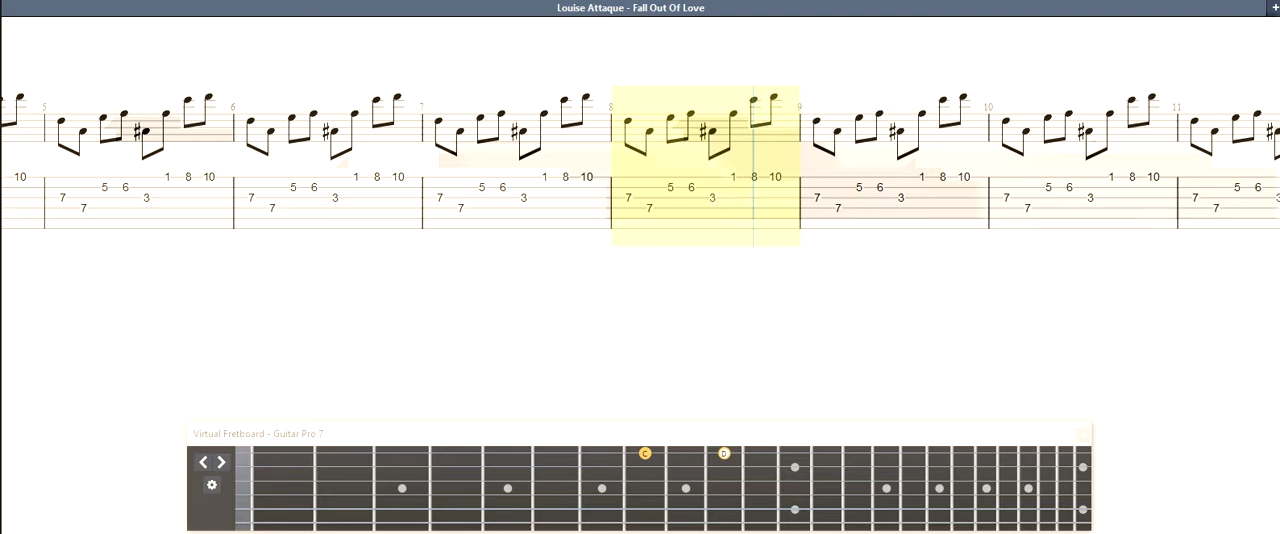 Louise Attaque - Fall Out Of Love
+
5 6 7 8 9 10 11
10 1 8 10 1 8 10 1 8 10 1 8 10 1 8 10 1 8 10
5 6 5 6 5 6 5 6 5 6 5 6 5 6
7 3 7 3 7 3 7 3 7 3 7 3 7 3
7 7 7 7 7 7 7
Virtual Fretboard - Guitar Pro 7
C D